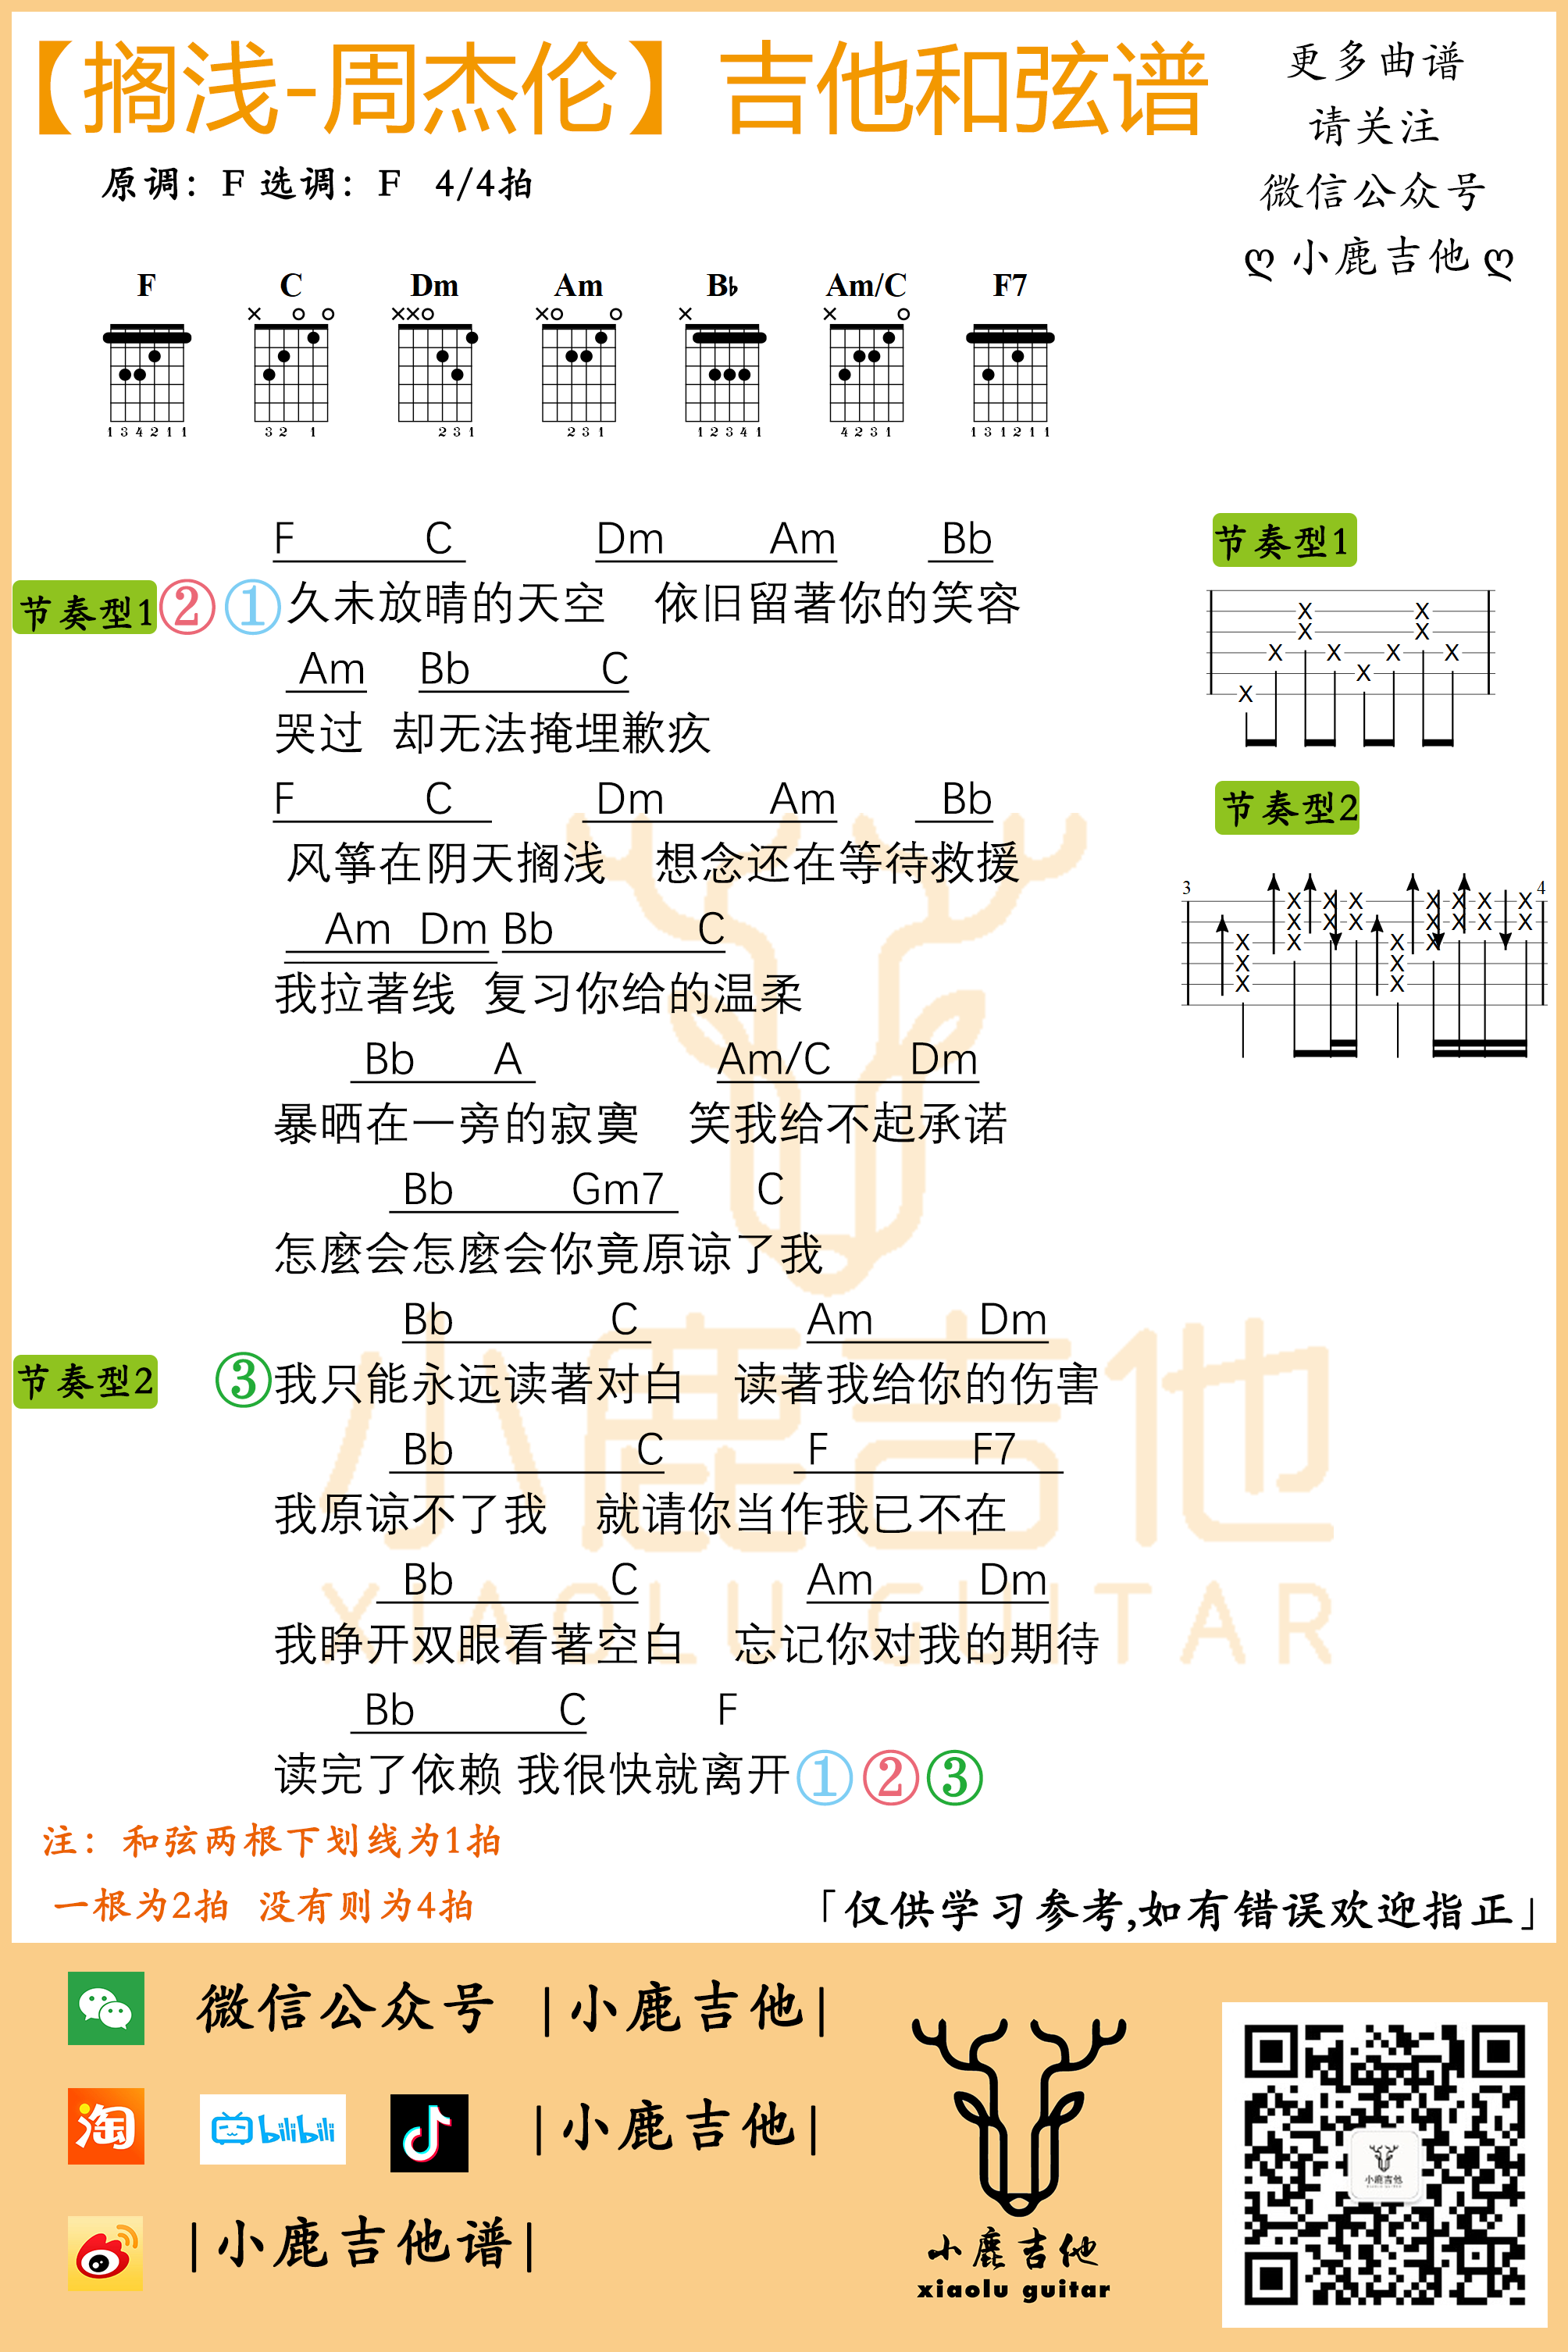 【搁浅-周杰伦】吉他和弦谱
更多曲谱
请关注
微信公众号
ღ 小鹿吉他 ღ
原调：F 选调：F 4/4拍
F C Dm Am B♭ Am/C F7
1 3 4 2 1 1 3 2 1 2 3 1 2 3 1 1 2 3 4 1 4 2 3 1 1 3 1 2 1 1
F C Dm Am Bb
节奏型1 ② ① 久未放晴的天空 依旧留著你的笑容
Am Bb C
哭过 却无法掩埋歉疚
F C Dm Am Bb
风筝在阴天搁浅 想念还在等待救援
Am Dm Bb C
我拉著线 复习你给的温柔
Bb A Am/C Dm
暴晒在一旁的寂寞 笑我给不起承诺
Bb Gm7 C
怎麼会怎麼会你竟原谅了我
Bb C Am Dm
节奏型2 ③ 我只能永远读著对白 读著我给你的伤害
Bb C F F7
我原谅不了我 就请你当作我已不在
Bb C Am Dm
我睁开双眼看著空白 忘记你对我的期待
Bb C F
读完了依赖 我很快就离开 ① ② ③
节奏型1
节奏型2
3 4
小鹿吉他
XIAOLU GUITAR
注：和弦两根下划线为1拍
一根为2拍 没有则为4拍
「仅供学习参考,如有错误欢迎指正」
微信公众号 |小鹿吉他|
淘 bilibili |小鹿吉他|
|小鹿吉他谱|
小鹿吉他
xiaolu guitar
小鹿吉他